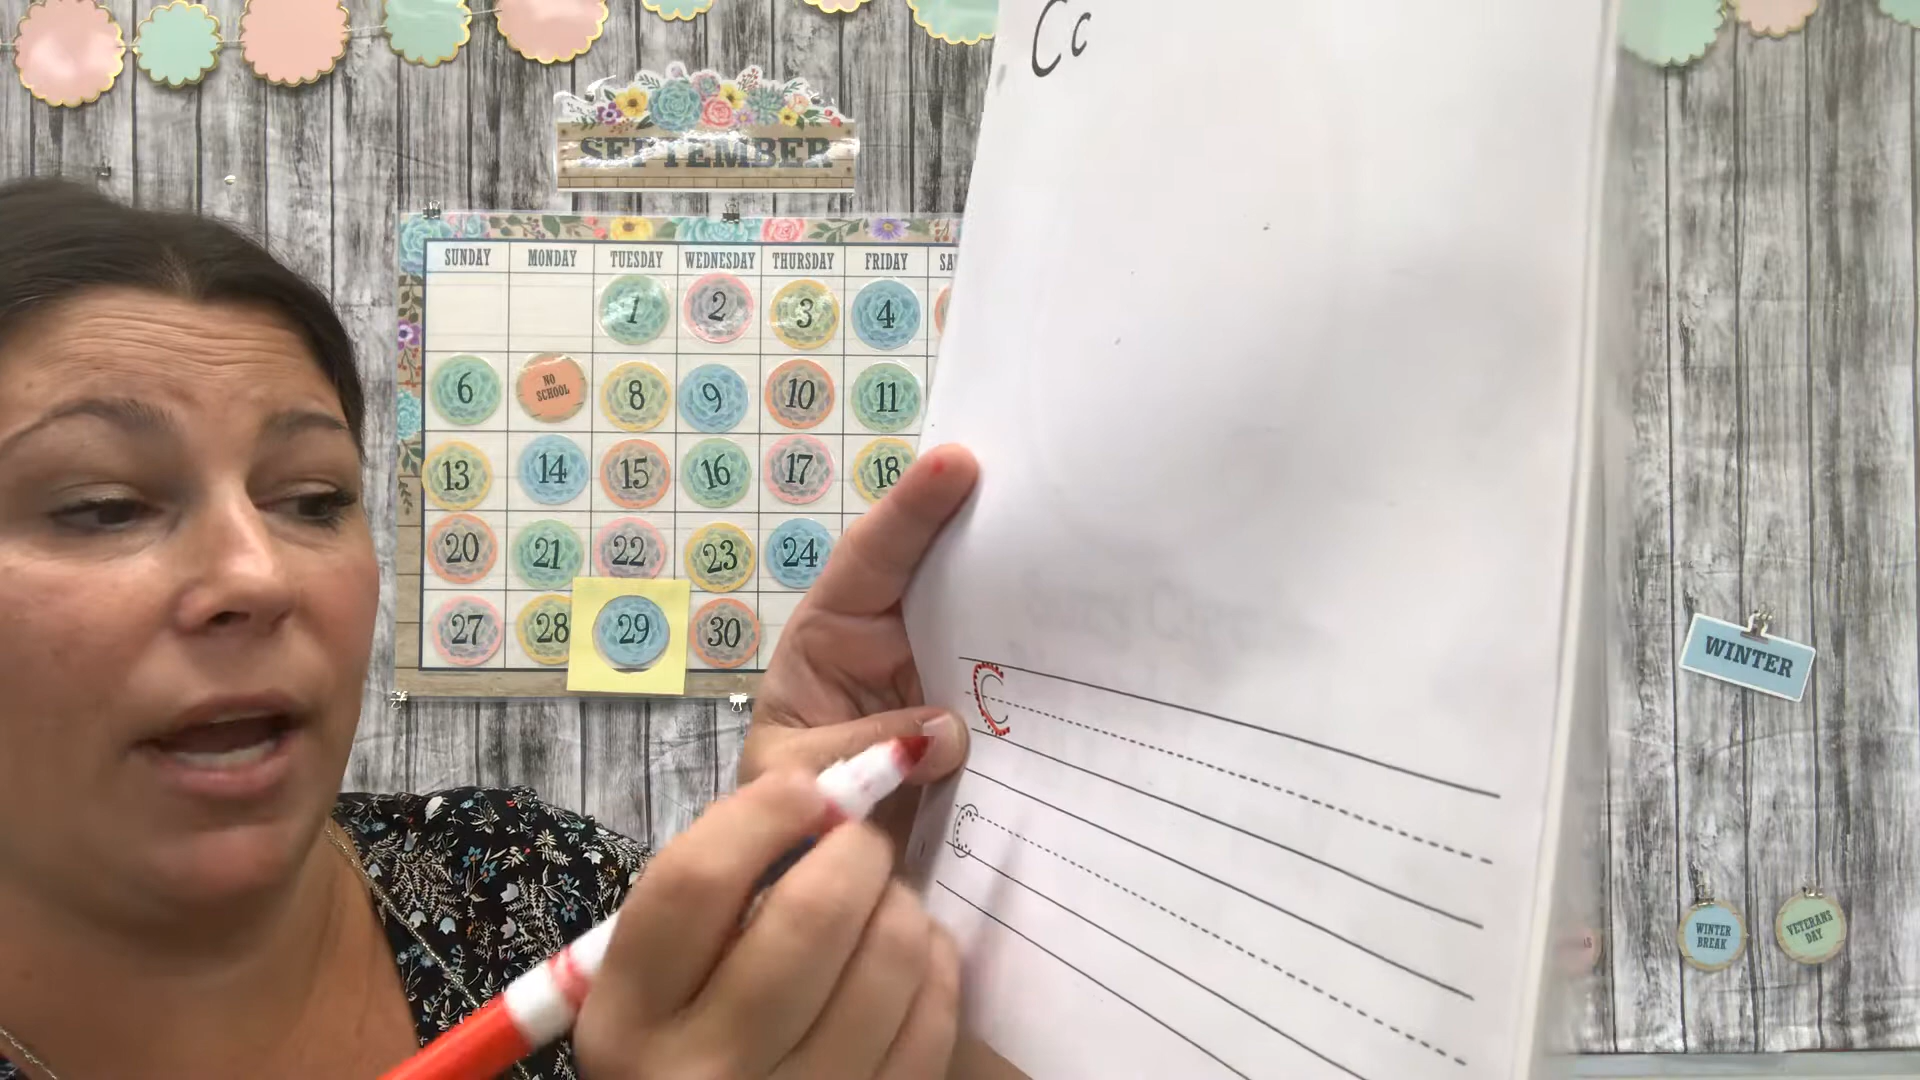 Cc
SEPTEMBER
SUNDAY MONDAY TUESDAY WEDNESDAY THURSDAY FRIDAY SA
1 2 3 4
6 NO SCHOOL 8 9 10 11
13 14 15 16 17 18
20 21 22 23 24
27 28 29 30
C
c
WINTER
WINTER BREAK
VETERANS DAY